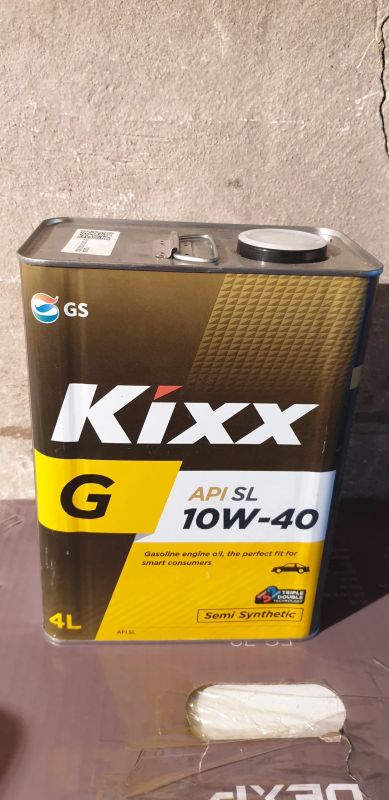 GS
Kixx
G
API SL
10W-40
Gasoline engine oil, the perfect fit for
smart consumers
TRIPLE
DOUBLE
TECHNOLOGY
Semi Synthetic
4L
API SL